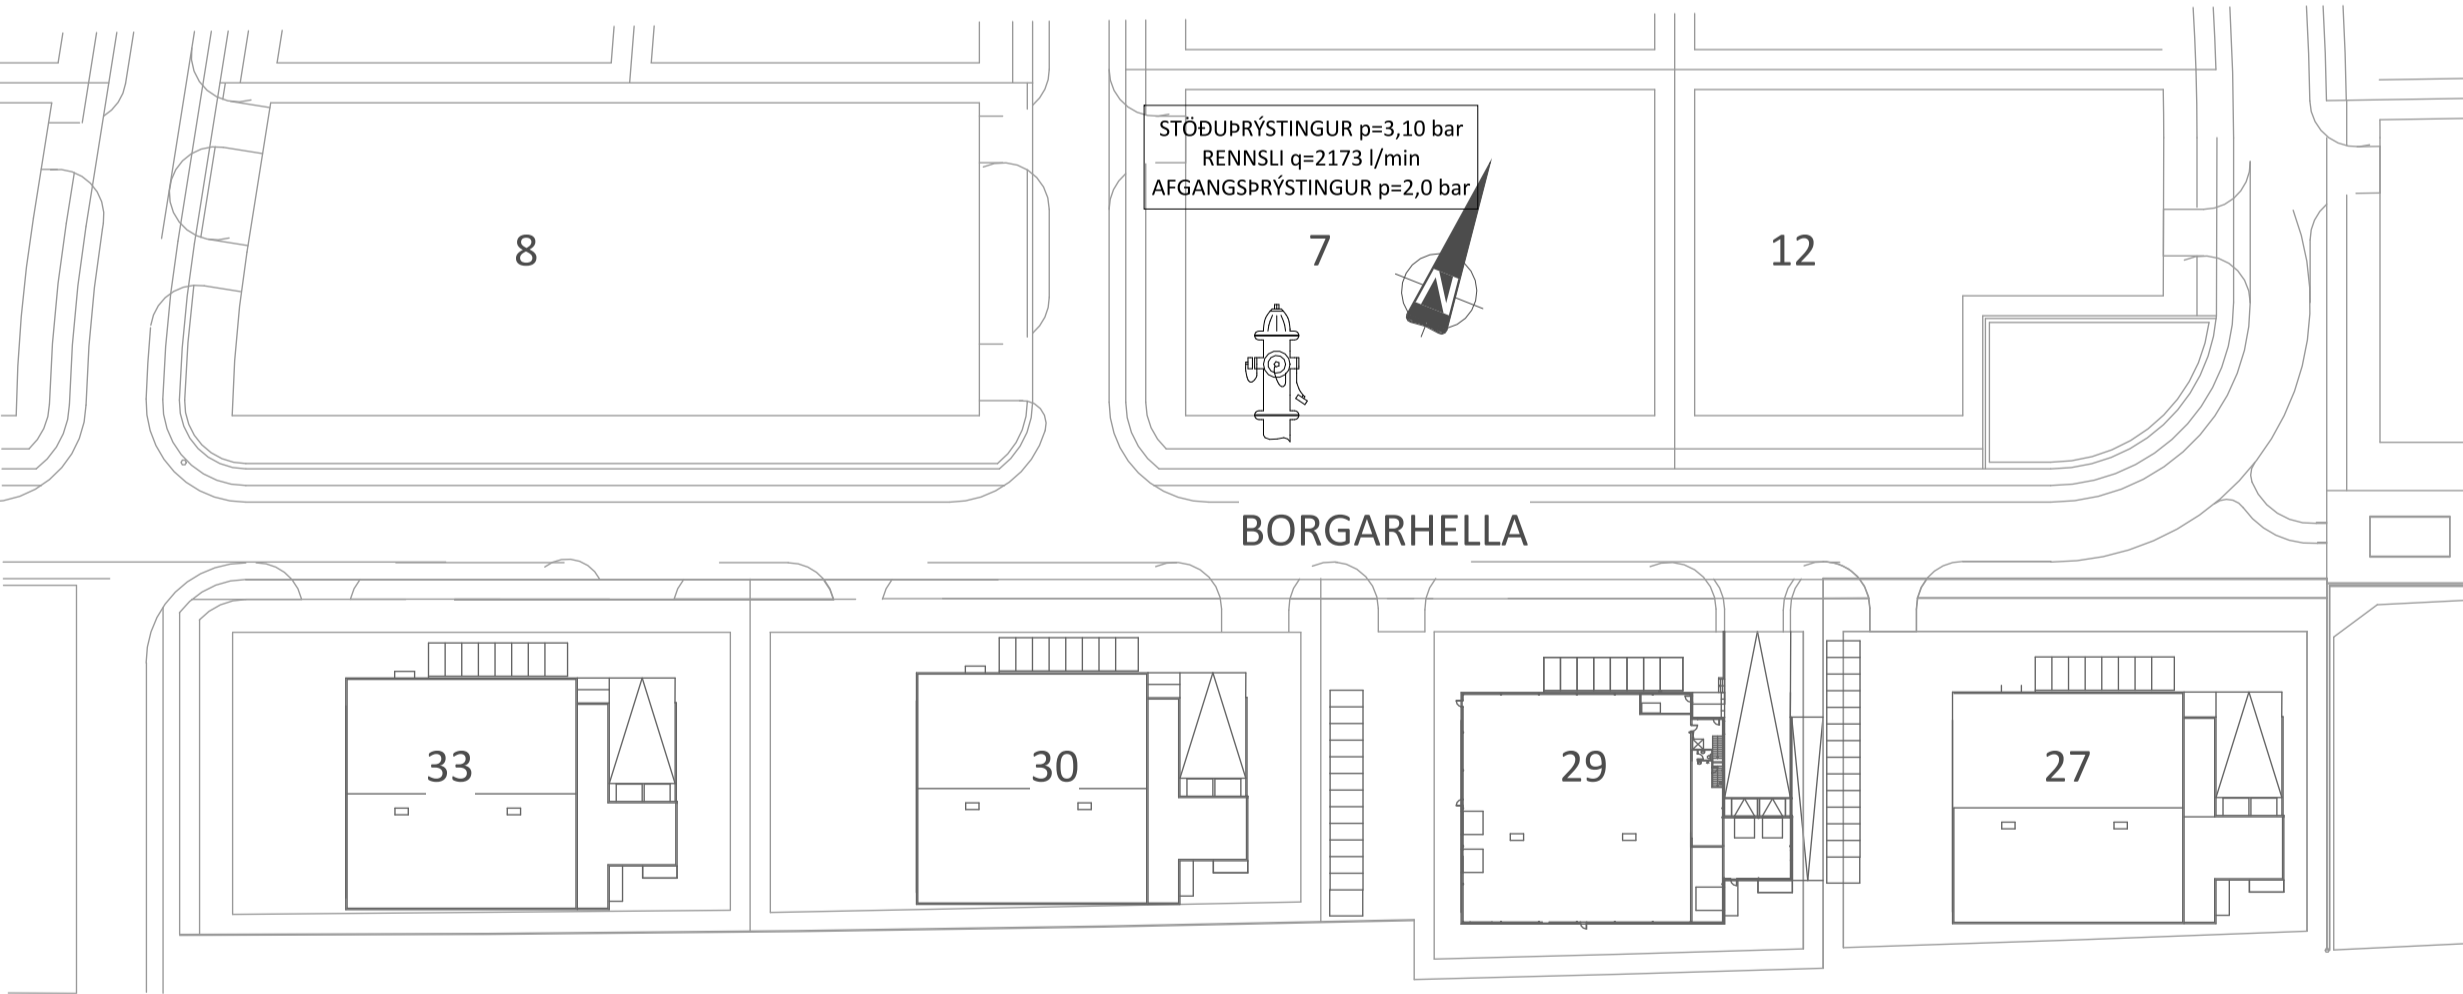 STÖÐUÞRÝSTINGUR p=3,10 bar
RENNSLI q=2173 l/min
AFGANGSÞRÝSTINGUR p=2,0 bar
8
7
12
N
BORGARHELLA
33
30
29
27